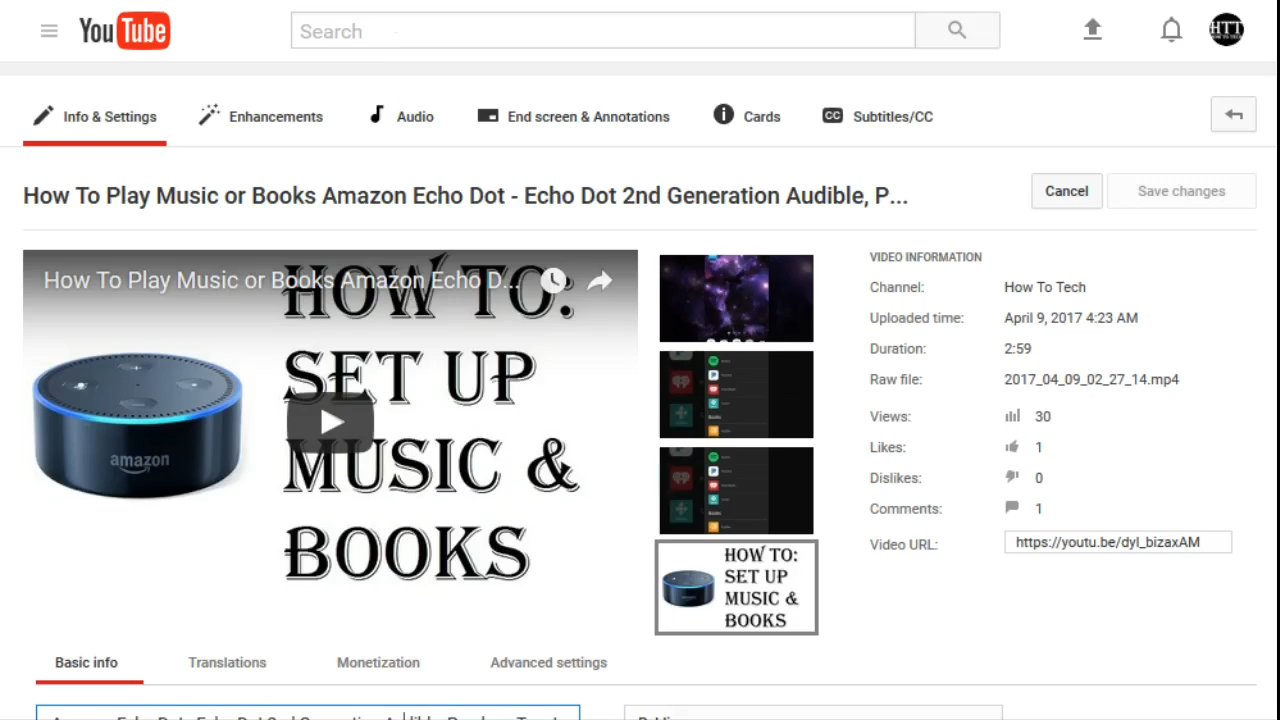 YouTube
Search
HTT
Info & Settings
Enhancements
Audio
End screen & Annotations
Cards
CC
Subtitles/CC
How To Play Music or Books Amazon Echo Dot - Echo Dot 2nd Generation Audible, P...
Cancel
Save changes
How To Play Music or Books Amazon Echo D...
HOW TO:
SET UP
MUSIC &
BOOKS
amazon
HOW TO:
SET UP
MUSIC &
BOOKS
amazon
VIDEO INFORMATION
Channel: How To Tech
Uploaded time: April 9, 2017 4:23 AM
Duration: 2:59
Raw file: 2017_04_09_02_27_14.mp4
Views: 30
Likes: 1
Dislikes: 0
Comments: 1
Video URL: https://youtu.be/dyl_bizaxAM
Basic info
Translations
Monetization
Advanced settings